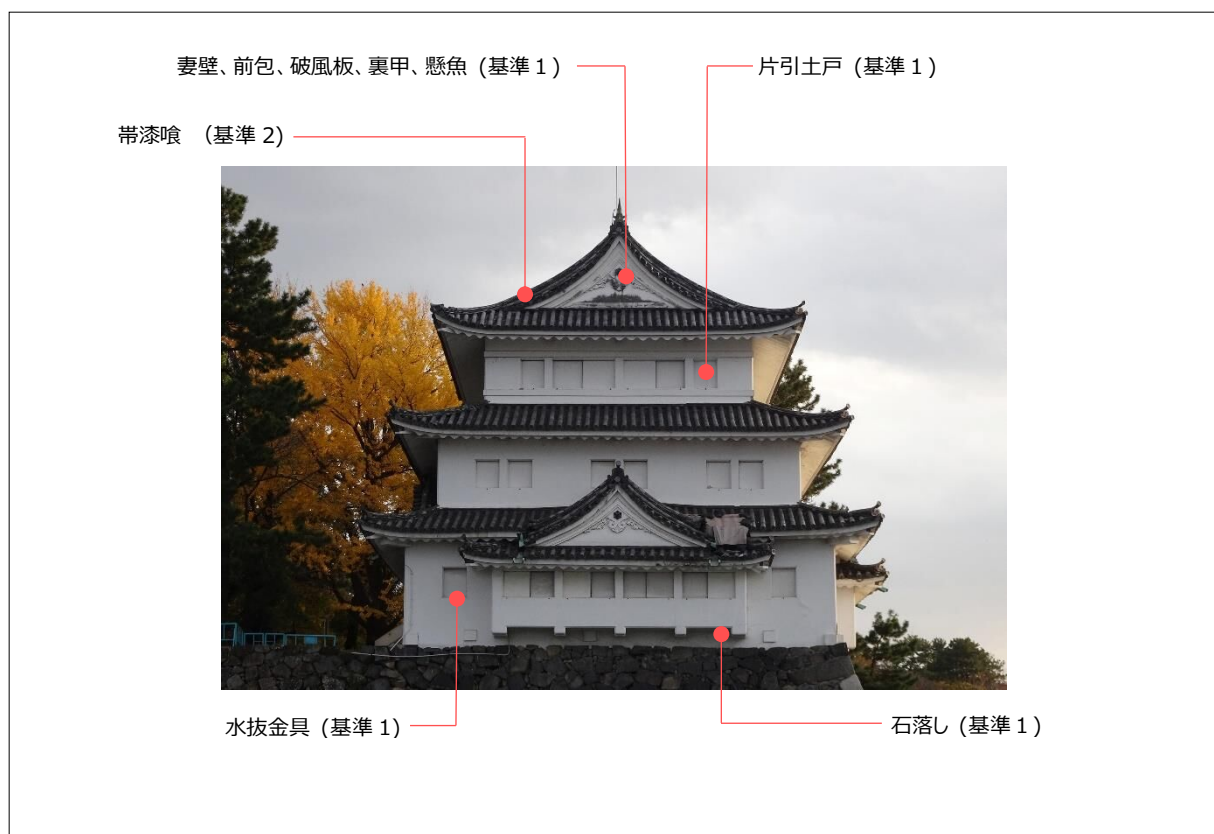 妻壁、前包、破風板、裏甲、懸魚 (基準１)
片引土戸 (基準１)
帯漆喰　（基準 2)
水抜金具 (基準 1)
石落し (基準１)